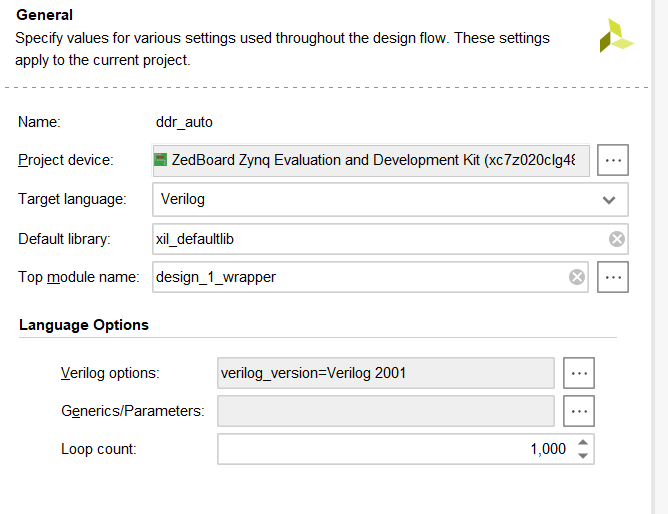 General
Specify values for various settings used throughout the design flow. These settings
apply to the current project.
Name: ddr_auto
Project device: ZedBoard Zynq Evaluation and Development Kit (xc7z020clg48
Target language: Verilog
Default library: xil_defaultlib
Top module name: design_1_wrapper
Language Options
Verilog options: verilog_version=Verilog 2001
Generics/Parameters:
Loop count: 1,000